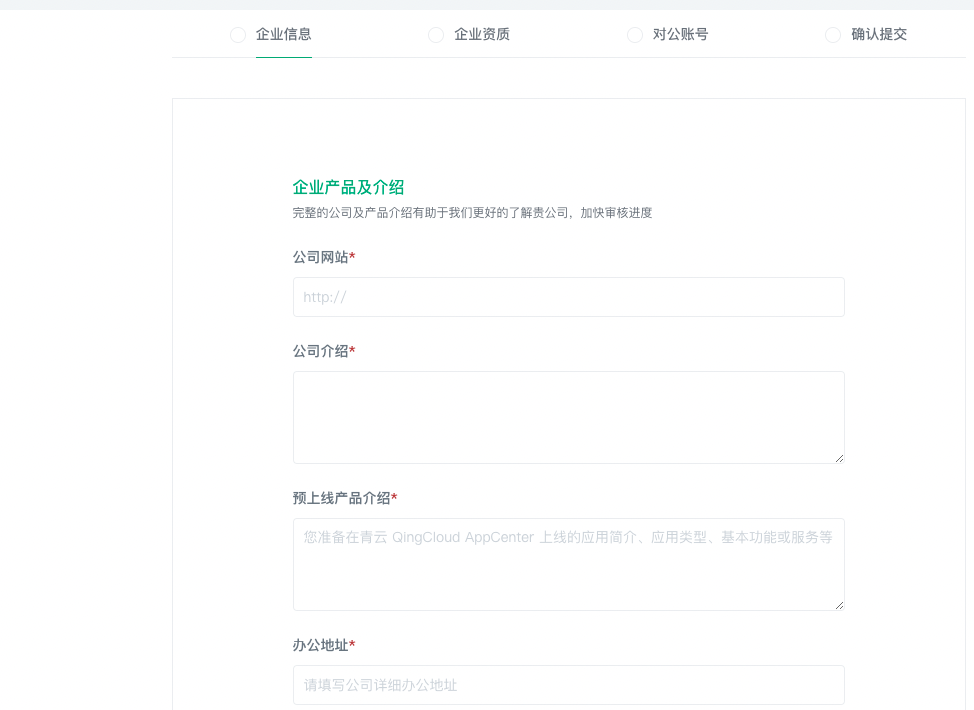 企业信息 企业资质 对公账号 确认提交
企业产品及介绍
完整的公司及产品介绍有助于我们更好的了解贵公司，加快审核进度
公司网站*
http://
公司介绍*
预上线产品介绍*
您准备在青云 QingCloud AppCenter 上线的应用简介、应用类型、基本功能或服务等
办公地址*
请填写公司详细办公地址